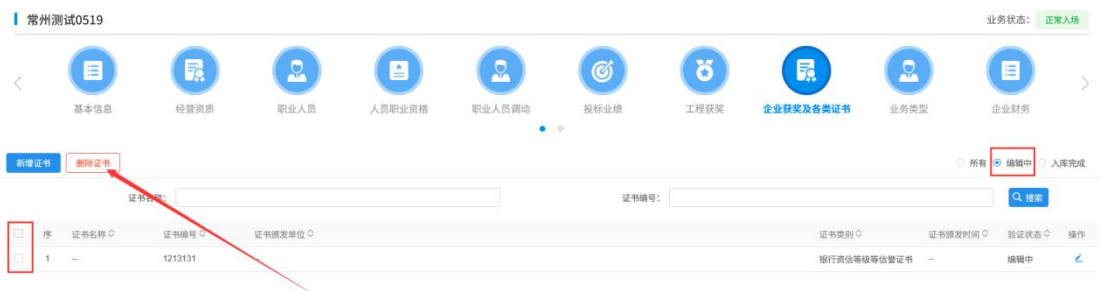 常州测试0519 业务状态： 正常入场
基本信息 经营资质 职业人员 人员职业资格 职业人员调动 投标业绩 工程获奖 企业获奖及各类证书 业务类型 企业财务
新增证书 删除证书 所有 编辑中 入库完成
证书名称： 证书编号： 搜索
序 证书名称 证书编号 证书颁发单位 证书类别 证书颁发时间 验证状态 操作
1 -- 1213131 -- 银行资信等级等信誉证书 -- 编辑中